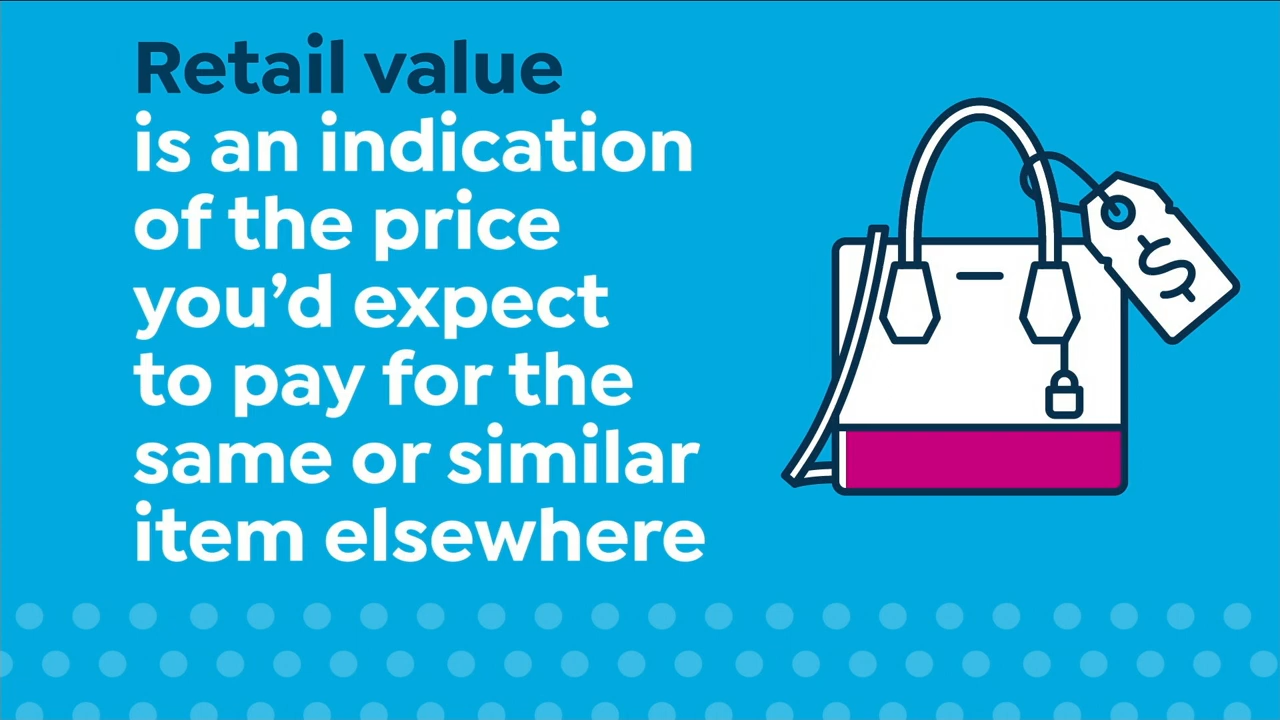 Retail value
is an indication
of the price
you’d expect
to pay for the
same or similar
item elsewhere
$